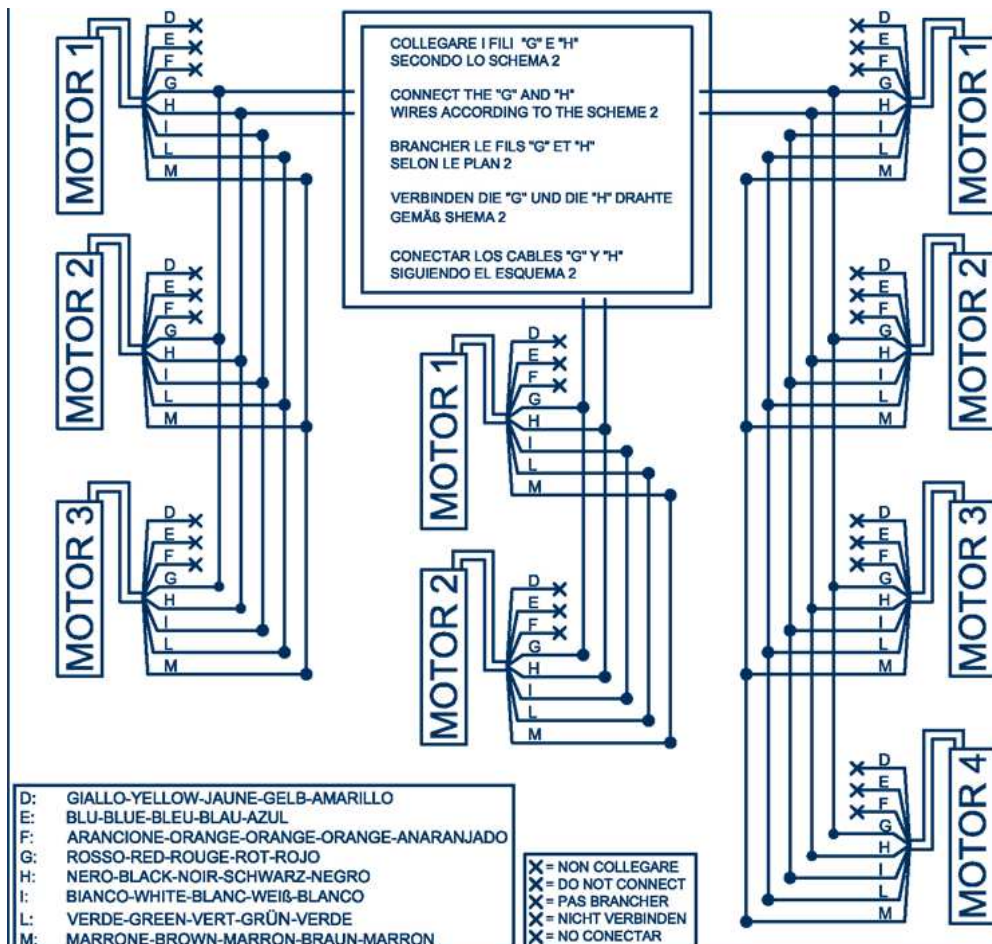 MOTOR 1
D
E
F
G
H
I
L
M
MOTOR 2
D
E
F
G
H
I
L
M
MOTOR 3
D
E
F
G
H
I
L
M
COLLEGARE I FILI "G" E "H"
SECONDO LO SCHEMA 2
CONNECT THE "G" AND "H"
WIRES ACCORDING TO THE SCHEME 2
BRANCHER LE FILS "G" ET "H"
SELON LE PLAN 2
VERBINDEN DIE "G" UND DIE "H" DRAHTE
GEMÄß SHEMA 2
CONECTAR LOS CABLES "G" Y "H"
SIGUIENDO EL ESQUEMA 2
MOTOR 1
D
E
F
G
H
I
L
M
MOTOR 2
D
E
F
G
H
I
L
M
MOTOR 1
D
E
F
G
H
I
L
M
MOTOR 2
D
E
F
G
H
I
L
M
MOTOR 3
D
E
F
G
H
I
L
M
MOTOR 4
D
E
F
G
H
I
L
M
D: GIALLO-YELLOW-JAUNE-GELB-AMARILLO
E: BLU-BLUE-BLEU-BLAU-AZUL
F: ARANCIONE-ORANGE-ORANGE-ORANGE-ANARANJADO
G: ROSSO-RED-ROUGE-ROT-ROJO
H: NERO-BLACK-NOIR-SCHWARZ-NEGRO
I: BIANCO-WHITE-BLANC-WEIß-BLANCO
L: VERDE-GREEN-VERT-GRÜN-VERDE
M: MARRONE-BROWN-MARRON-BRAUN-MARRON
X = NON COLLEGARE
X = DO NOT CONNECT
X = PAS BRANCHER
X = NICHT VERBINDEN
X = NO CONECTAR